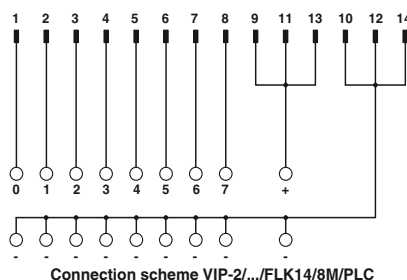 1 2 3 4 5 6 7 8 9 11 13 10 12 14
0 1 2 3 4 5 6 7 +
- - - - - - - - -
Connection scheme VIP-2/.../FLK14/8M/PLC